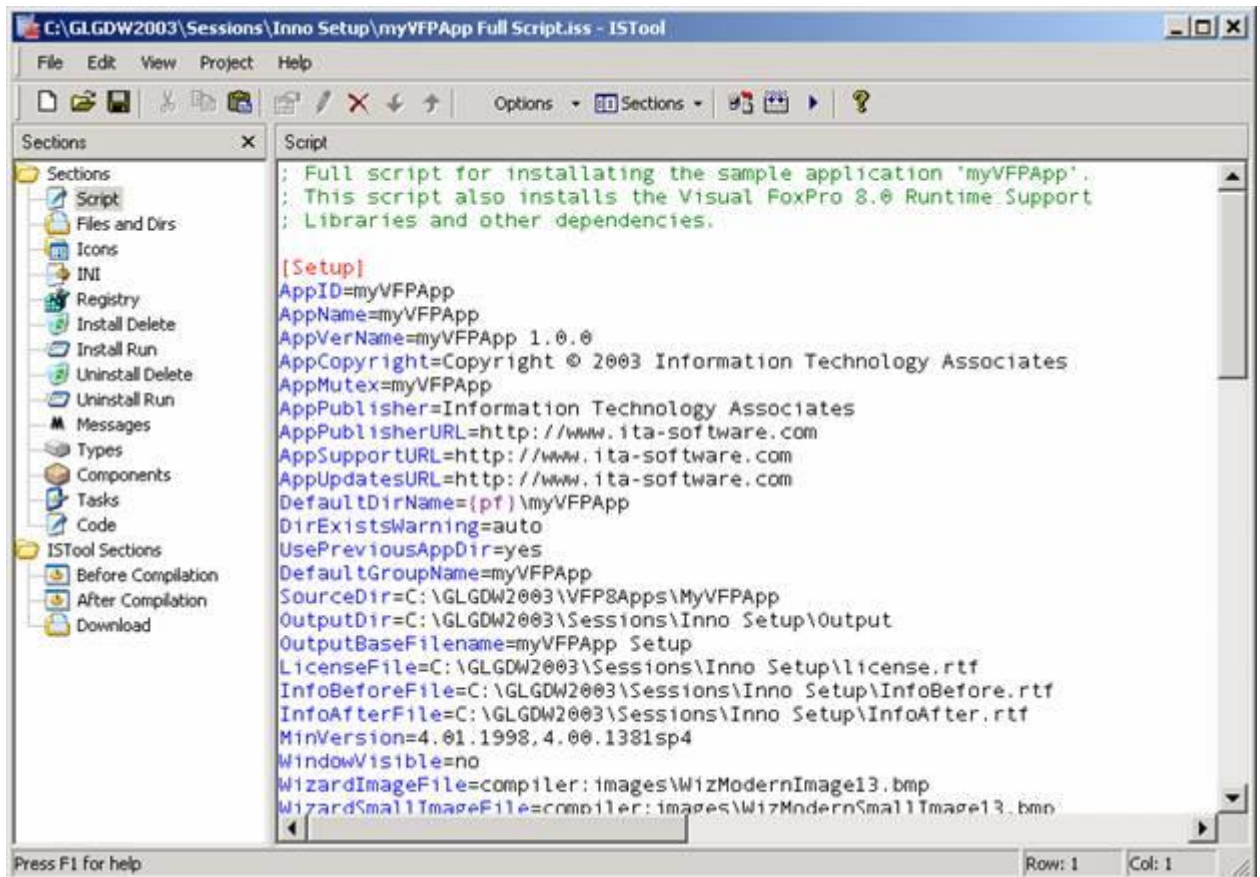 C:\GLGDW2003\Sessions\Inno Setup\myVFPApp Full Script.iss - ISTool
File Edit View Project Help
Options Sections
Sections
Script
Sections
Script
Files and Dirs
Icons
INI
Registry
Install Delete
Install Run
Uninstall Delete
Uninstall Run
Messages
Types
Components
Tasks
Code
ISTool Sections
Before Compilation
After Compilation
Download
; Full script for installating the sample application 'myVFPApp'.
; This script also installs the Visual FoxPro 8.0 Runtime Support
; Libraries and other dependencies.
[Setup]
AppID=myVFPApp
AppName=myVFPApp
AppVerName=myVFPApp 1.0.0
AppCopyright=Copyright © 2003 Information Technology Associates
AppMutex=myVFPApp
AppPublisher=Information Technology Associates
AppPublisherURL=http://www.ita-software.com
AppSupportURL=http://www.ita-software.com
AppUpdatesURL=http://www.ita-software.com
DefaultDirName={pf}\myVFPApp
DirExistsWarning=auto
UsePreviousAppDir=yes
DefaultGroupName=myVFPApp
SourceDir=C:\GLGDW2003\VFP8Apps\MyVFPApp
OutputDir=C:\GLGDW2003\Sessions\Inno Setup\Output
OutputBaseFilename=myVFPApp Setup
LicenseFile=C:\GLGDW2003\Sessions\Inno Setup\license.rtf
InfoBeforeFile=C:\GLGDW2003\Sessions\Inno Setup\InfoBefore.rtf
InfoAfterFile=C:\GLGDW2003\Sessions\Inno Setup\InfoAfter.rtf
MinVersion=4.01.1998,4.00.1381sp4
WindowVisible=no
WizardImageFile=compiler:images\WizModernImage13.bmp
WizardSmallImageFile=compiler:images\WizModernSmallImage13.bmp
Press F1 for help
Row: 1
Col: 1